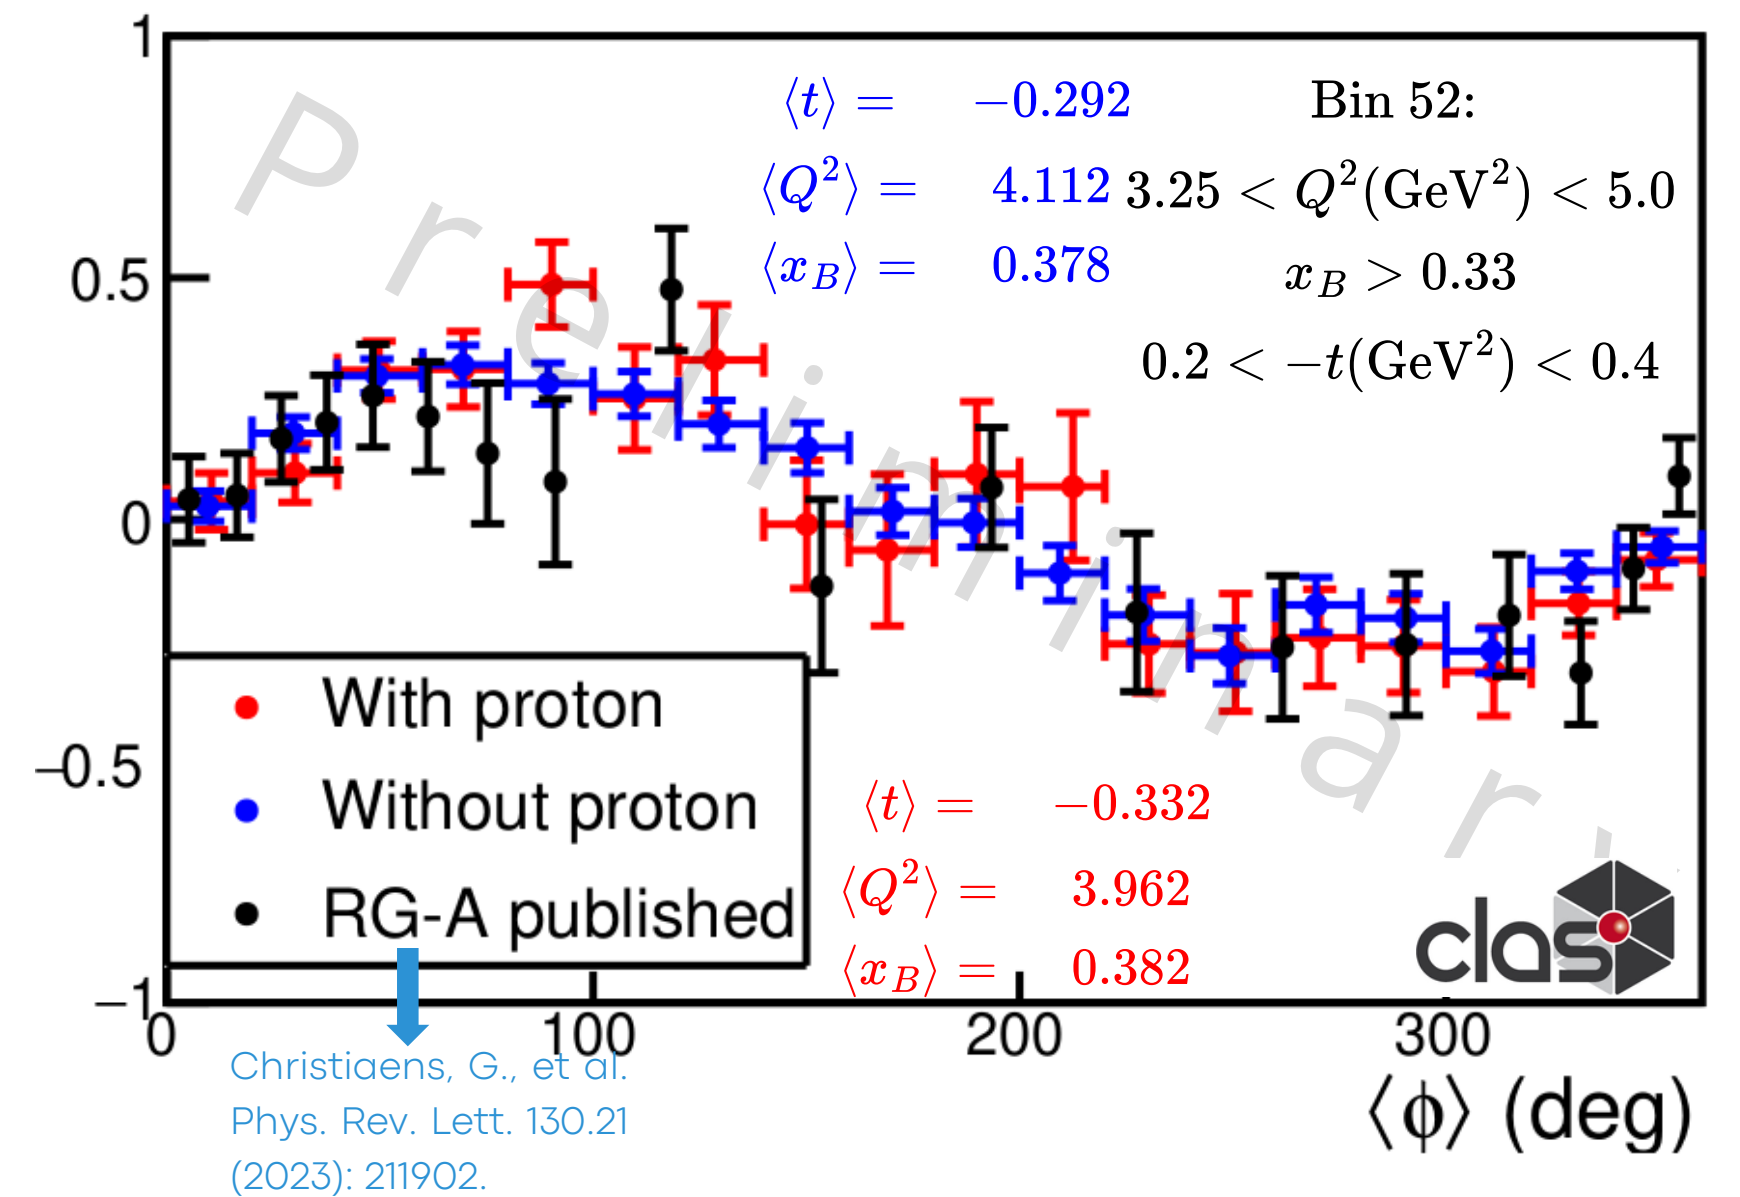 1
0.5
0
−0.5
−1
0
100
200
300
⟨ϕ⟩ (deg)
⟨t⟩ = −0.292
⟨Q²⟩ = 4.112
⟨x_B⟩ = 0.378
Bin 52:
3.25 < Q²(GeV²) < 5.0
x_B > 0.33
0.2 < −t(GeV²) < 0.4
Preliminary
With proton
Without proton
RG-A published
⟨t⟩ = −0.332
⟨Q²⟩ = 3.962
⟨x_B⟩ = 0.382
clas
Christiaens, G., et al.
Phys. Rev. Lett. 130.21
(2023): 211902.